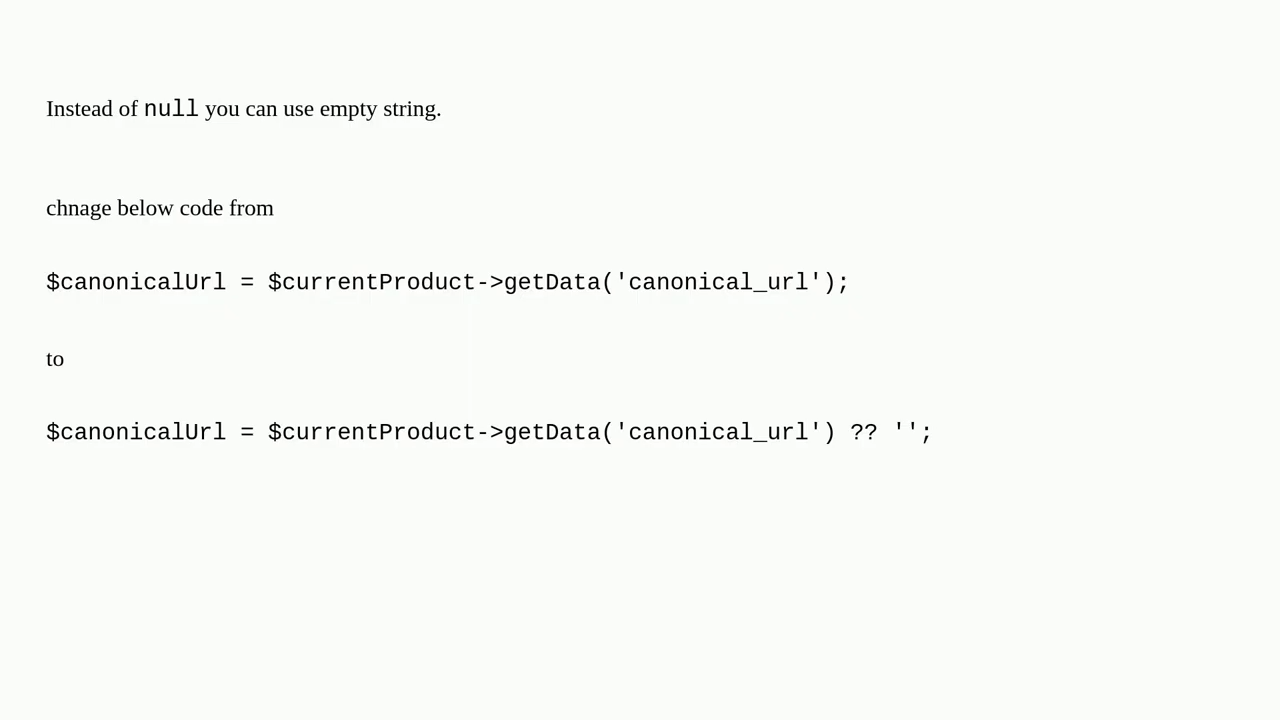 Instead of null you can use empty string.
chnage below code from
$canonicalUrl = $currentProduct->getData('canonical_url');
to
$canonicalUrl = $currentProduct->getData('canonical_url') ?? '';